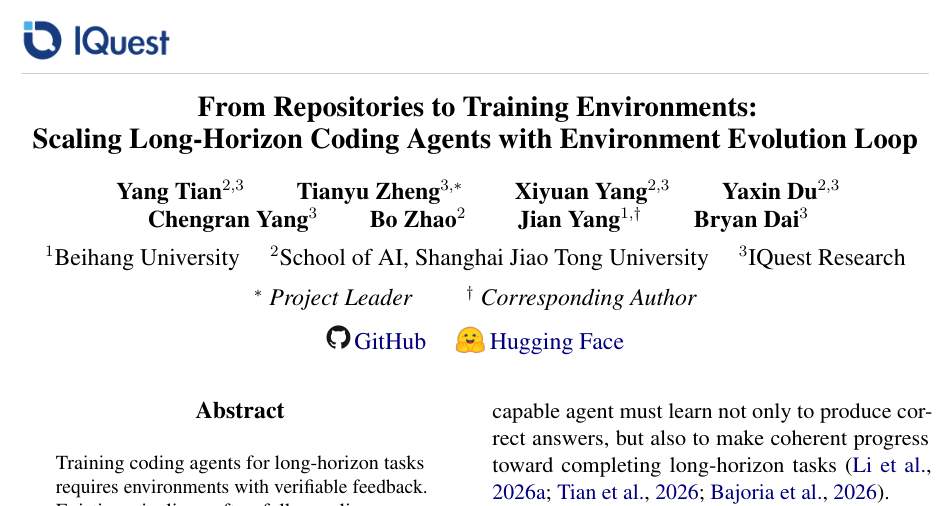 IQuest
From Repositories to Training Environments:
Scaling Long-Horizon Coding Agents with Environment Evolution Loop
Yang Tian2,3 Tianyu Zheng3,* Xiyuan Yang2,3 Yaxin Du2,3
Chengran Yang3 Bo Zhao2 Jian Yang1,† Bryan Dai3
1Beihang University 2School of AI, Shanghai Jiao Tong University 3IQuest Research
* Project Leader † Corresponding Author
GitHub Hugging Face
Abstract
Training coding agents for long-horizon tasks
requires environments with verifiable feedback.
capable agent must learn not only to produce cor-
rect answers, but also to make coherent progress
toward completing long-horizon tasks (Li et al.,
2026a; Tian et al., 2026; Bajoria et al., 2026).